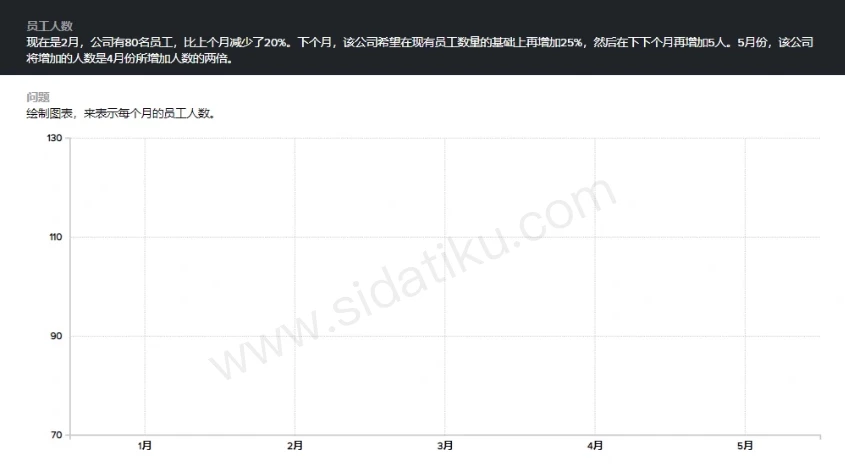 员工人数
现在是2月，公司有80名员工，比上个月减少了20%。下个月，该公司希望在现有员工数量的基础上再增加25%，然后在下下个月再增加5人。5月份，该公司
将增加的人数是4月份所增加人数的两倍。
问题
绘制图表，来表示每个月的员工人数。
130
110
www.sidatiku.com
90
70
1月 2月 3月 4月 5月